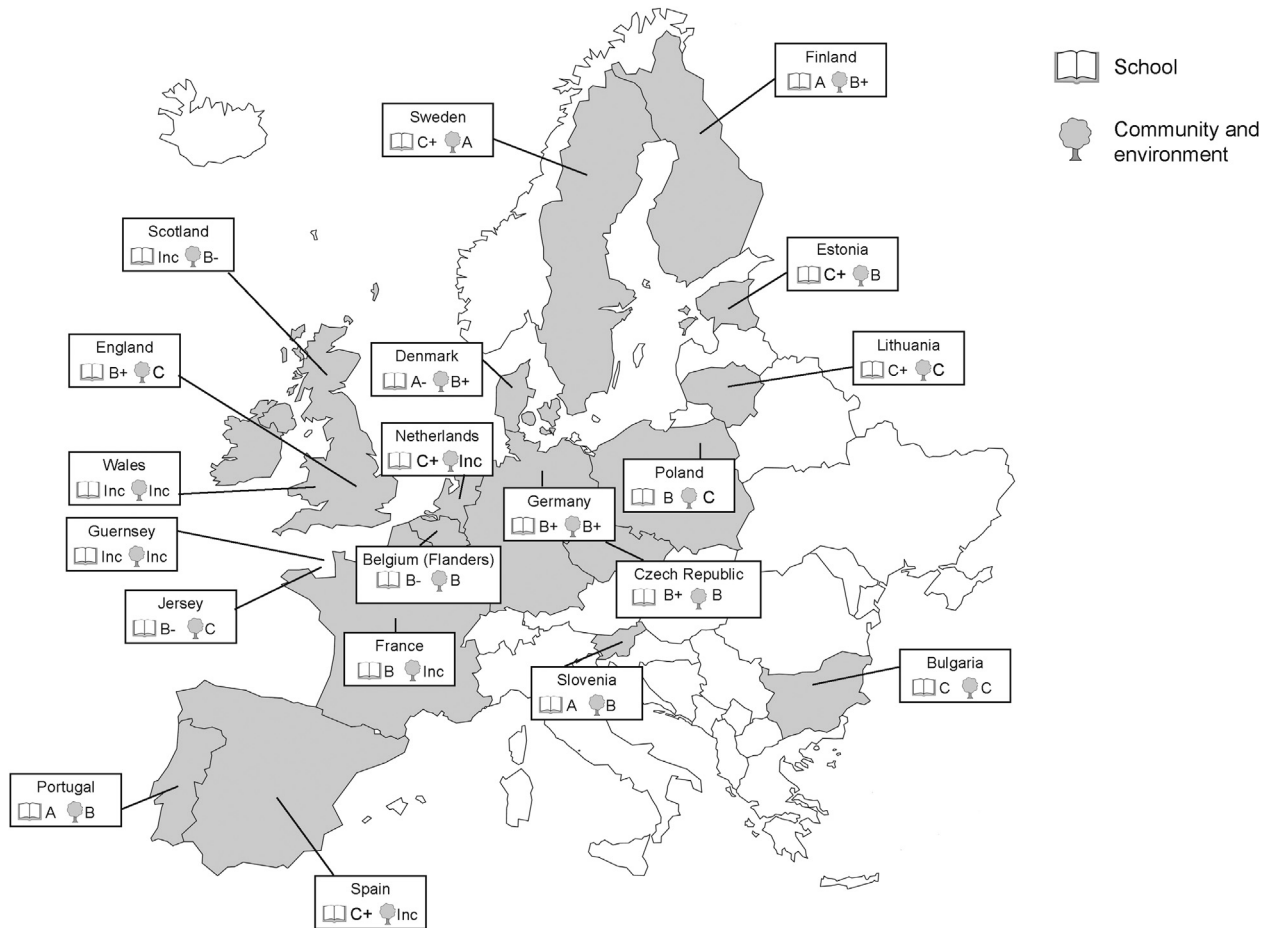 Finland
A B+
School
Sweden
C+ A
Community and
environment
Scotland
Inc B-
Estonia
C+ B
England
B+ C
Denmark
A- B+
Lithuania
C+ C
Netherlands
C+ Inc
Wales
Inc Inc
Poland
B C
Germany
B+ B+
Guernsey
Inc Inc
Belgium (Flanders)
B- B
Czech Republic
B+ B
Jersey
B- C
France
B Inc
Slovenia
A B
Bulgaria
C C
Portugal
A B
Spain
C+ Inc